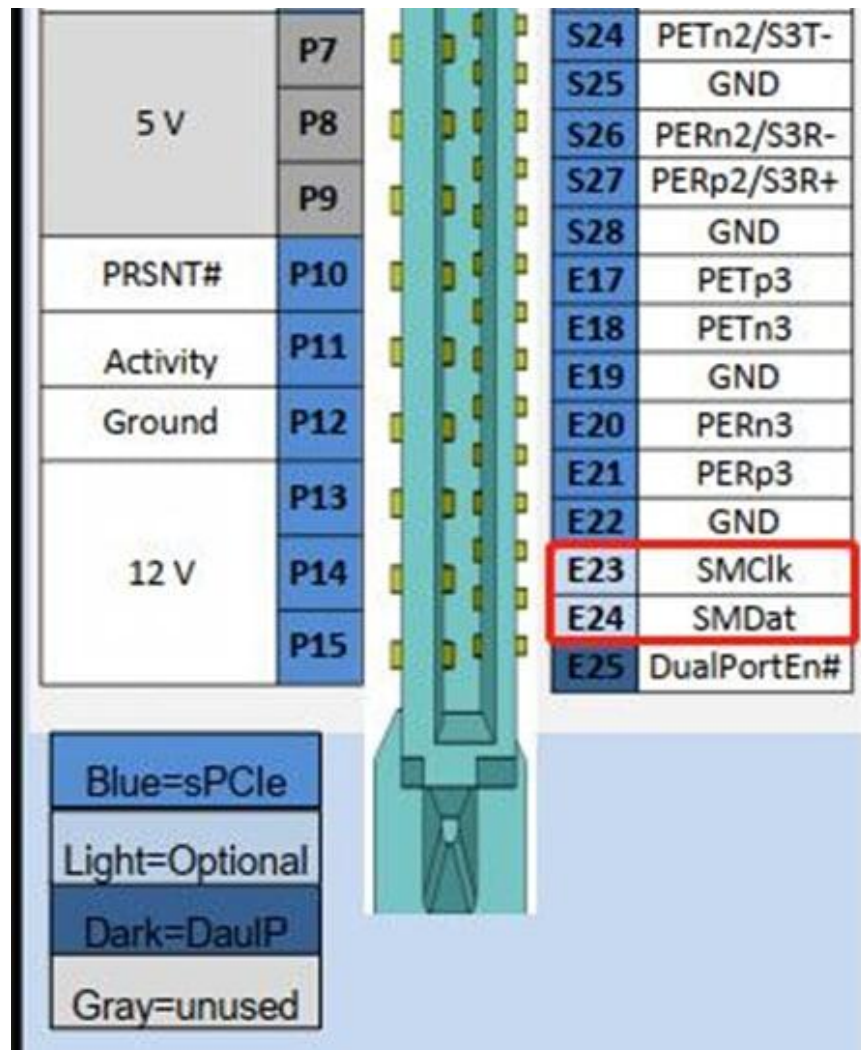 P7
5 V P8
P9
PRSNT# P10
Activity P11
Ground P12
P13
12 V P14
P15
S24 PETn2/S3T-
S25 GND
S26 PERn2/S3R-
S27 PERp2/S3R+
S28 GND
E17 PETp3
E18 PETn3
E19 GND
E20 PERn3
E21 PERp3
E22 GND
E23 SMClk
E24 SMDat
E25 DualPortEn#
Blue=sPCIe
Light=Optional
Dark=DaulP
Gray=unused